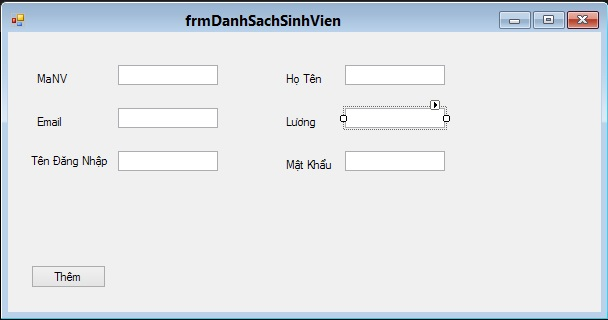 frmDanhSachSinhVien
MaNV
Họ Tên
Email
Lương
Tên Đăng Nhập
Mật Khẩu
Thêm